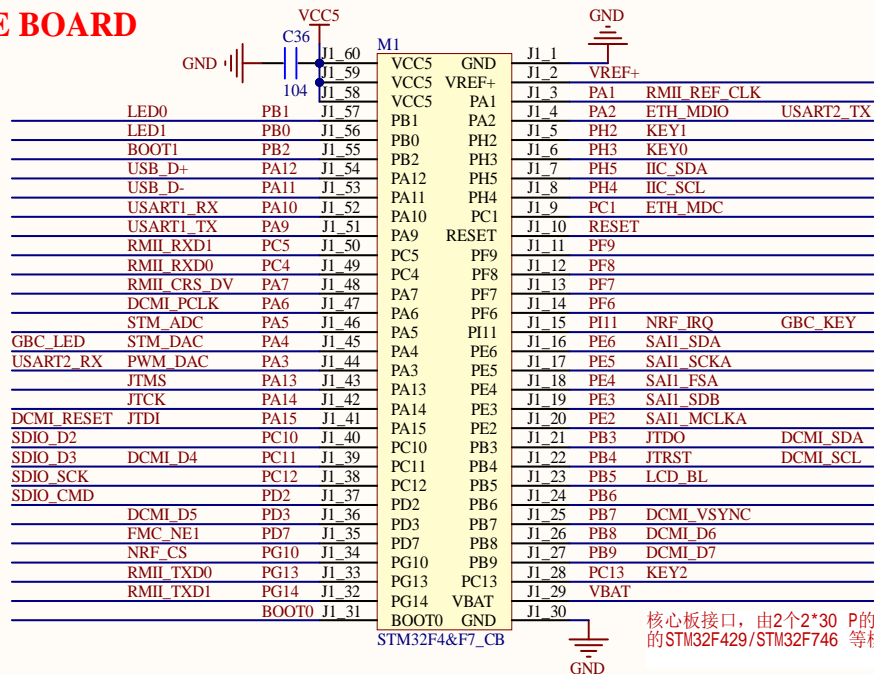 E BOARD
VCC5 GND
C36 M1
GND J1_60 VCC5 GND J1_1
J1_59 VCC5 VREF+ J1_2 VREF+
104 J1_58 VCC5 PA1 J1_3 PA1 RMII_REF_CLK
LED0 PB1 J1_57 PB1 PA2 J1_4 PA2 ETH_MDIO USART2_TX
LED1 PB0 J1_56 PB0 PH2 J1_5 PH2 KEY1
BOOT1 PB2 J1_55 PB2 PH3 J1_6 PH3 KEY0
USB_D+ PA12 J1_54 PA12 PH5 J1_7 PH5 IIC_SDA
USB_D- PA11 J1_53 PA11 PH4 J1_8 PH4 IIC_SCL
USART1_RX PA10 J1_52 PA10 PC1 J1_9 PC1 ETH_MDC
USART1_TX PA9 J1_51 PA9 RESET J1_10 RESET
RMII_RXD1 PC5 J1_50 PC5 PF9 J1_11 PF9
RMII_RXD0 PC4 J1_49 PC4 PF8 J1_12 PF8
RMII_CRS_DV PA7 J1_48 PA7 PF7 J1_13 PF7
DCMI_PCLK PA6 J1_47 PA6 PF6 J1_14 PF6
STM_ADC PA5 J1_46 PA5 PI11 J1_15 PI11 NRF_IRQ GBC_KEY
GBC_LED STM_DAC PA4 J1_45 PA4 PE6 J1_16 PE6 SAI1_SDA
USART2_RX PWM_DAC PA3 J1_44 PA3 PE5 J1_17 PE5 SAI1_SCKA
JTMS PA13 J1_43 PA13 PE4 J1_18 PE4 SAI1_FSA
JTCK PA14 J1_42 PA14 PE3 J1_19 PE3 SAI1_SDB
DCMI_RESET JTDI PA15 J1_41 PA15 PE2 J1_20 PE2 SAI1_MCLKA
SDIO_D2 PC10 J1_40 PC10 PB3 J1_21 PB3 JTDO DCMI_SDA
SDIO_D3 DCMI_D4 PC11 J1_39 PC11 PB4 J1_22 PB4 JTRST DCMI_SCL
SDIO_SCK PC12 J1_38 PC12 PB5 J1_23 PB5 LCD_BL
SDIO_CMD PD2 J1_37 PD2 PB6 J1_24 PB6
DCMI_D5 PD3 J1_36 PD3 PB7 J1_25 PB7 DCMI_VSYNC
FMC_NE1 PD7 J1_35 PD7 PB8 J1_26 PB8 DCMI_D6
NRF_CS PG10 J1_34 PG10 PB9 J1_27 PB9 DCMI_D7
RMII_TXD0 PG13 J1_33 PG13 PC13 J1_28 PC13 KEY2
RMII_TXD1 PG14 J1_32 PG14 VBAT J1_29 VBAT
BOOT0 J1_31 BOOT0 GND J1_30
STM32F4&F7_CB
核心板接口，由2个2*30 P的
的STM32F429/STM32F746 等
GND